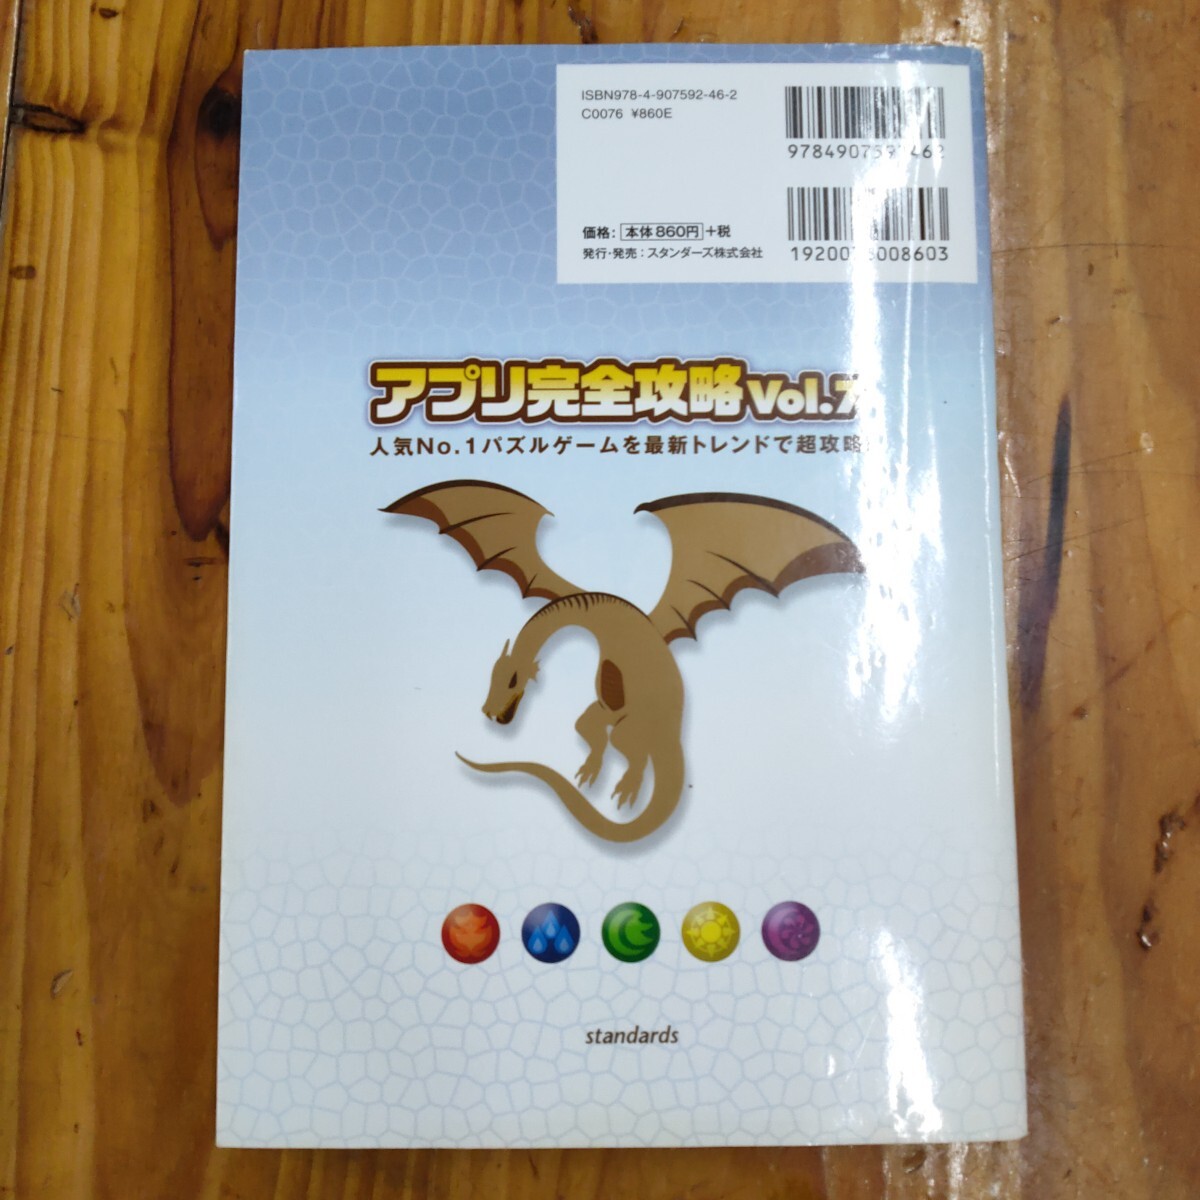 ISBN978-4-907592-46-2
C0076 ¥860E
価格: 本体860円 +税
発行・発売:スタンダーズ株式会社
アプリ完全攻略 Vol.7
人気No.1パズルゲームを最新トレンドで超攻略
standards